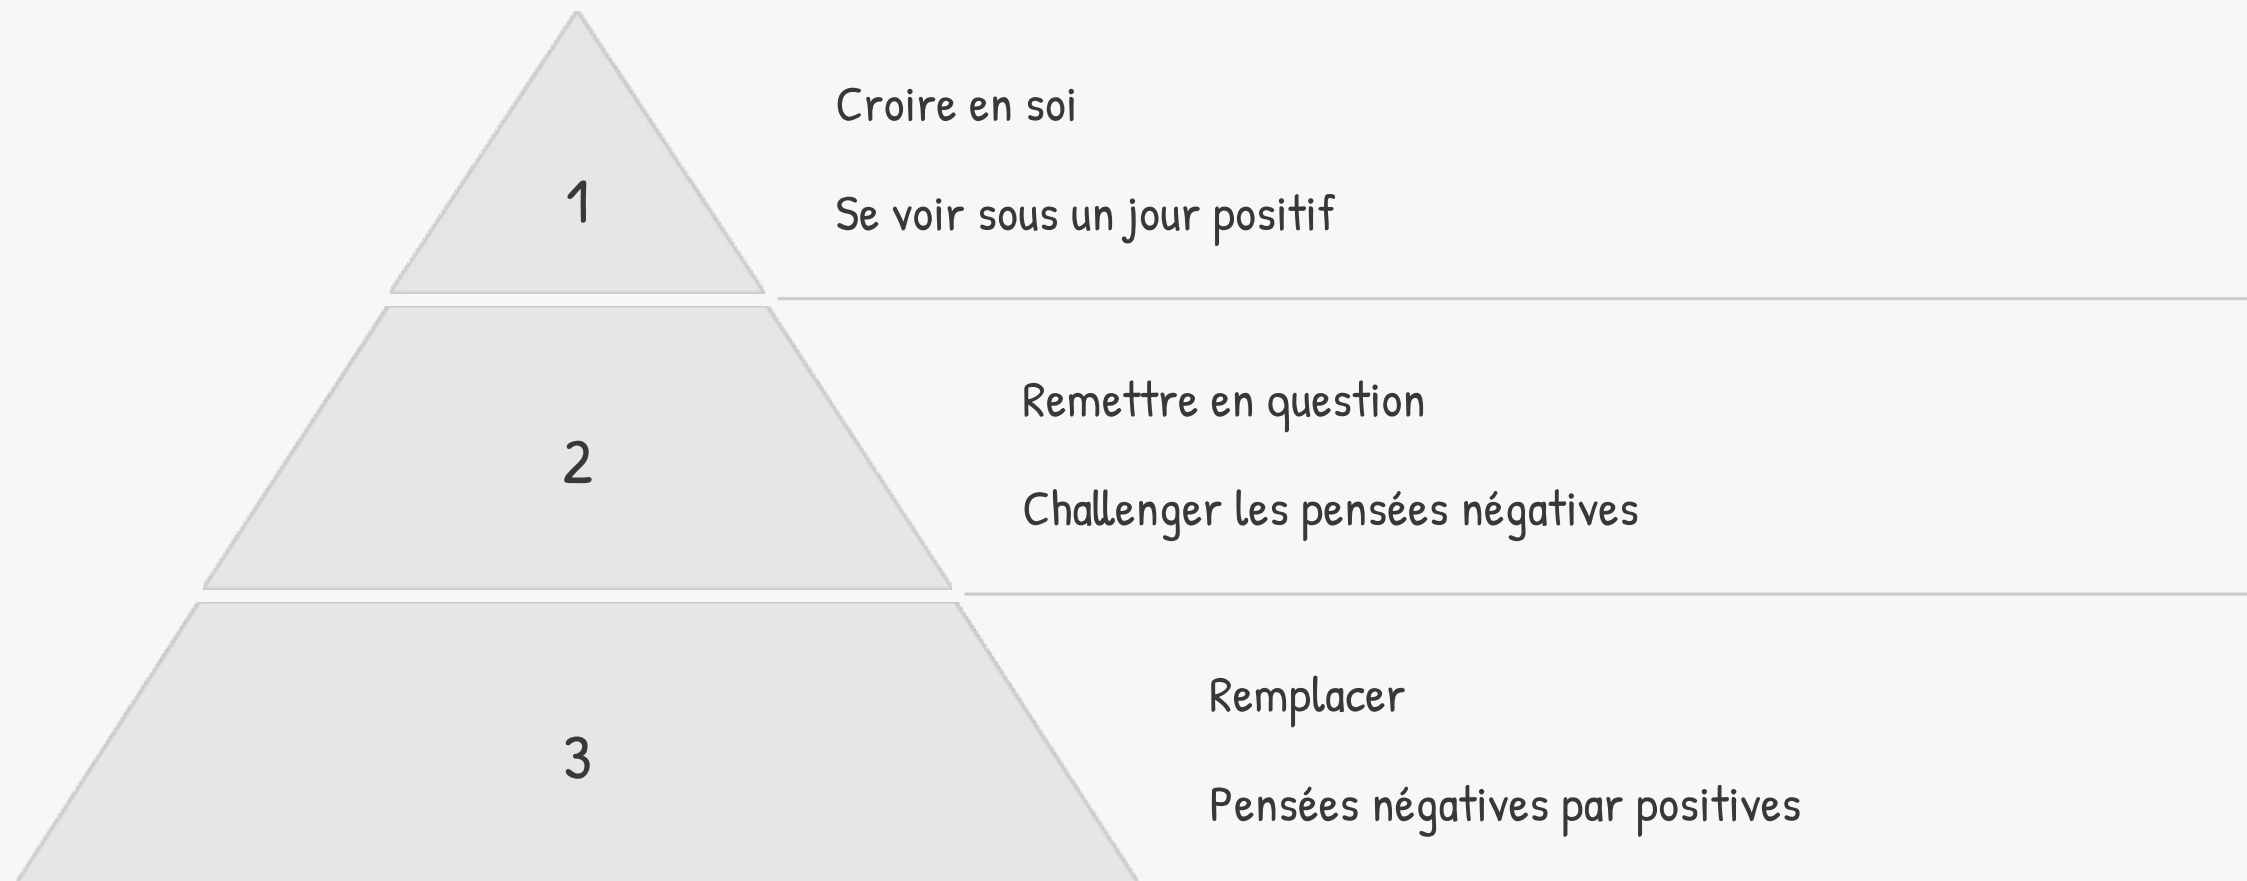 Croire en soi
1
Se voir sous un jour positif
Remettre en question
2
Challenger les pensées négatives
Remplacer
3
Pensées négatives par positives